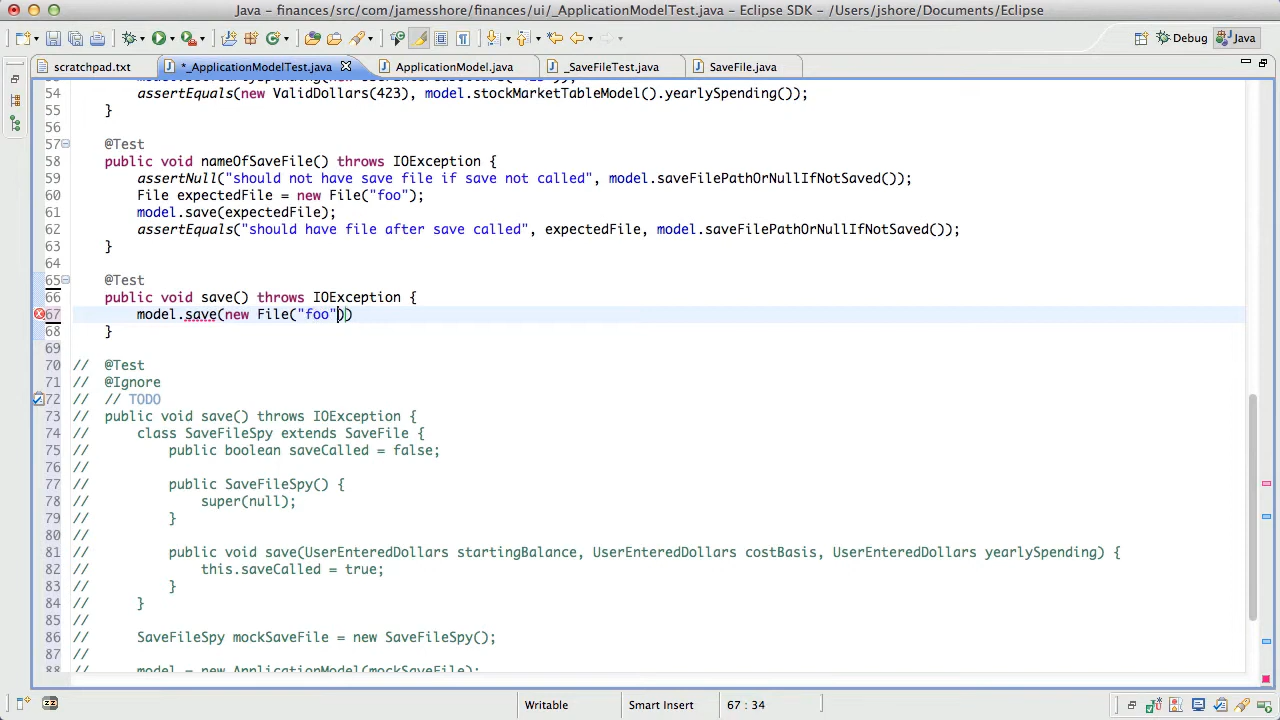 Java – finances/src/com/jamesshore/finances/ui/_ApplicationModelTest.java – Eclipse SDK – /Users/jshore/Documents/Eclipse
Debug Java
scratchpad.txt *_ApplicationModelTest.java ApplicationModel.java _SaveFileTest.java SaveFile.java
54 assertEquals(new ValidDollars(423), model.stockMarketTableModel().yearlySpending());
55 }
56
57 @Test
58 public void nameOfSaveFile() throws IOException {
59 assertNull("should not have save file if save not called", model.saveFilePathOrNullIfNotSaved());
60 File expectedFile = new File("foo");
61 model.save(expectedFile);
62 assertEquals("should have file after save called", expectedFile, model.saveFilePathOrNullIfNotSaved());
63 }
64
65 @Test
66 public void save() throws IOException {
67 model.save(new File("foo"))
68 }
69
70 // @Test
71 // @Ignore
72 // // TODO
73 // public void save() throws IOException {
74 // class SaveFileSpy extends SaveFile {
75 // public boolean saveCalled = false;
76 //
77 // public SaveFileSpy() {
78 // super(null);
79 // }
80 //
81 // public void save(UserEnteredDollars startingBalance, UserEnteredDollars costBasis, UserEnteredDollars yearlySpending) {
82 // this.saveCalled = true;
83 // }
84 // }
85 //
86 // SaveFileSpy mockSaveFile = new SaveFileSpy();
87 //
88 // model = new ApplicationModel(mockSaveFile);
Writable Smart Insert 67 : 34